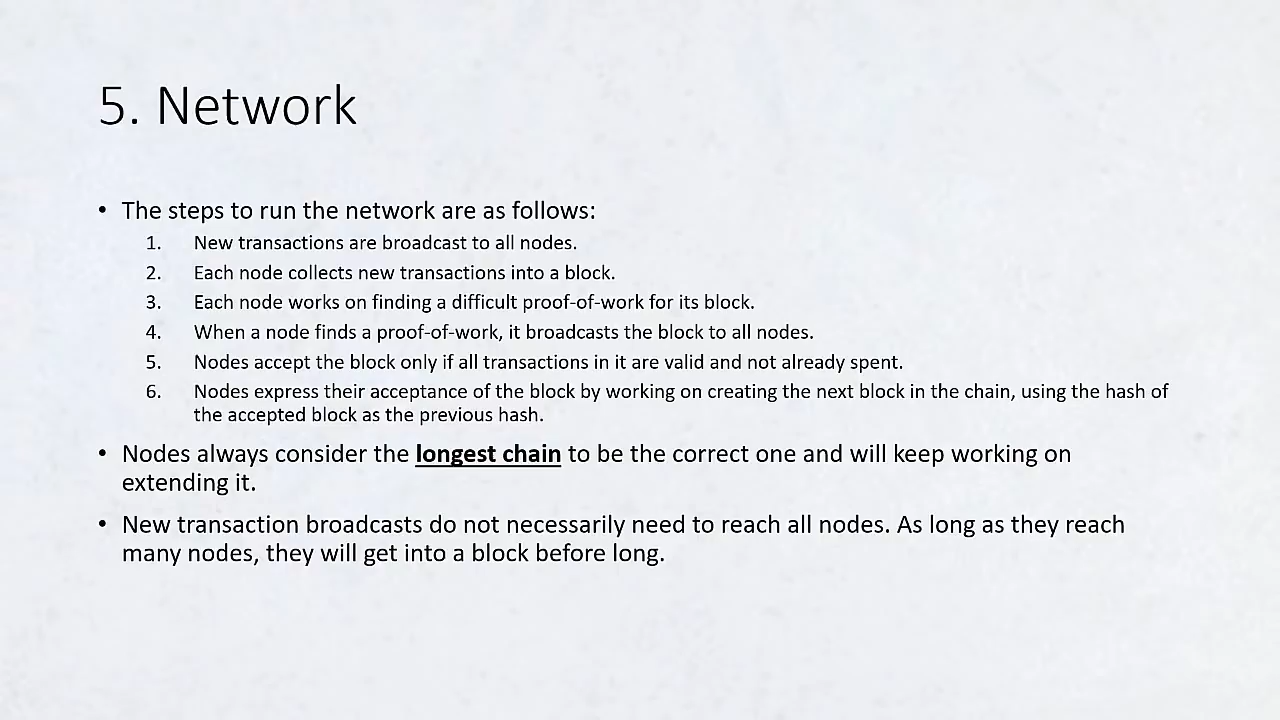 5. Network
• The steps to run the network are as follows:
1. New transactions are broadcast to all nodes.
2. Each node collects new transactions into a block.
3. Each node works on finding a difficult proof-of-work for its block.
4. When a node finds a proof-of-work, it broadcasts the block to all nodes.
5. Nodes accept the block only if all transactions in it are valid and not already spent.
6. Nodes express their acceptance of the block by working on creating the next block in the chain, using the hash of
the accepted block as the previous hash.
• Nodes always consider the longest chain to be the correct one and will keep working on
extending it.
• New transaction broadcasts do not necessarily need to reach all nodes. As long as they reach
many nodes, they will get into a block before long.